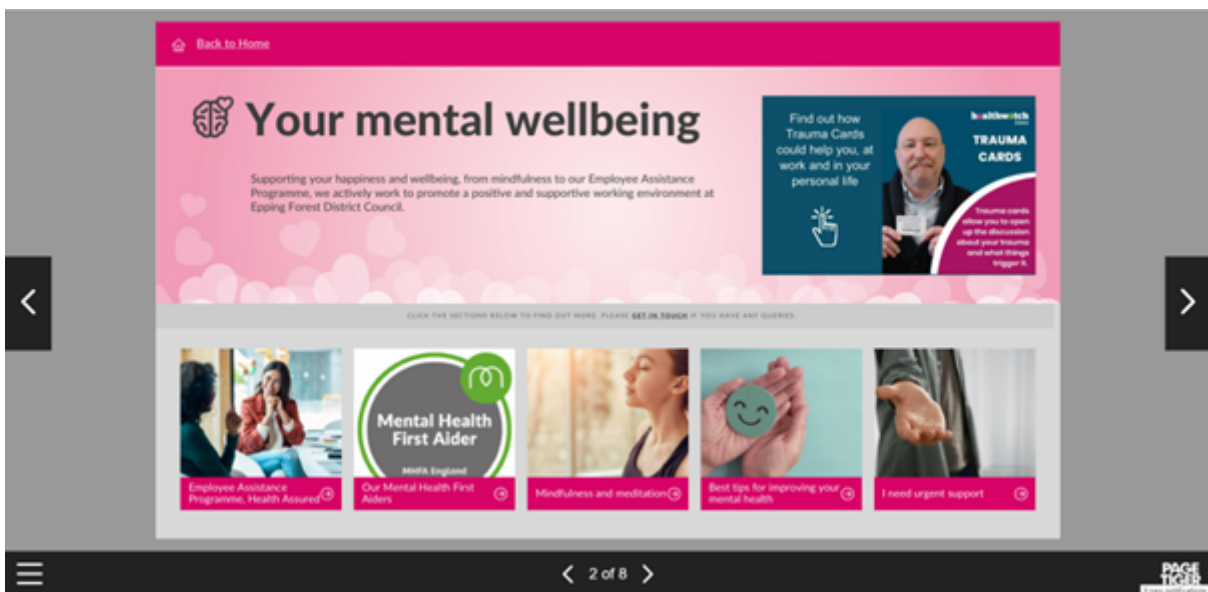 Back to Home
Your mental wellbeing
Supporting your happiness and wellbeing, from mindfulness to our Employee Assistance
Programme, we actively work to promote a positive and supportive working environment at
Epping Forest District Council.
Find out how
Trauma Cards
could help you, at
work and in your
personal life
healthwatch
TRAUMA
CARDS
Trauma cards
allow you to open
up the discussion
about your trauma
and what things
trigger it.
CLICK THE SECTIONS BELOW TO FIND OUT MORE. PLEASE GET IN TOUCH IF YOU HAVE ANY QUERIES.
Mental Health
First Aider
MHFA England
Employee Assistance
Programme, Health Assured
Our Mental Health First
Aiders
Mindfulness and meditation
Best tips for improving your
mental health
I need urgent support
2 of 8
PAGE
TIGER